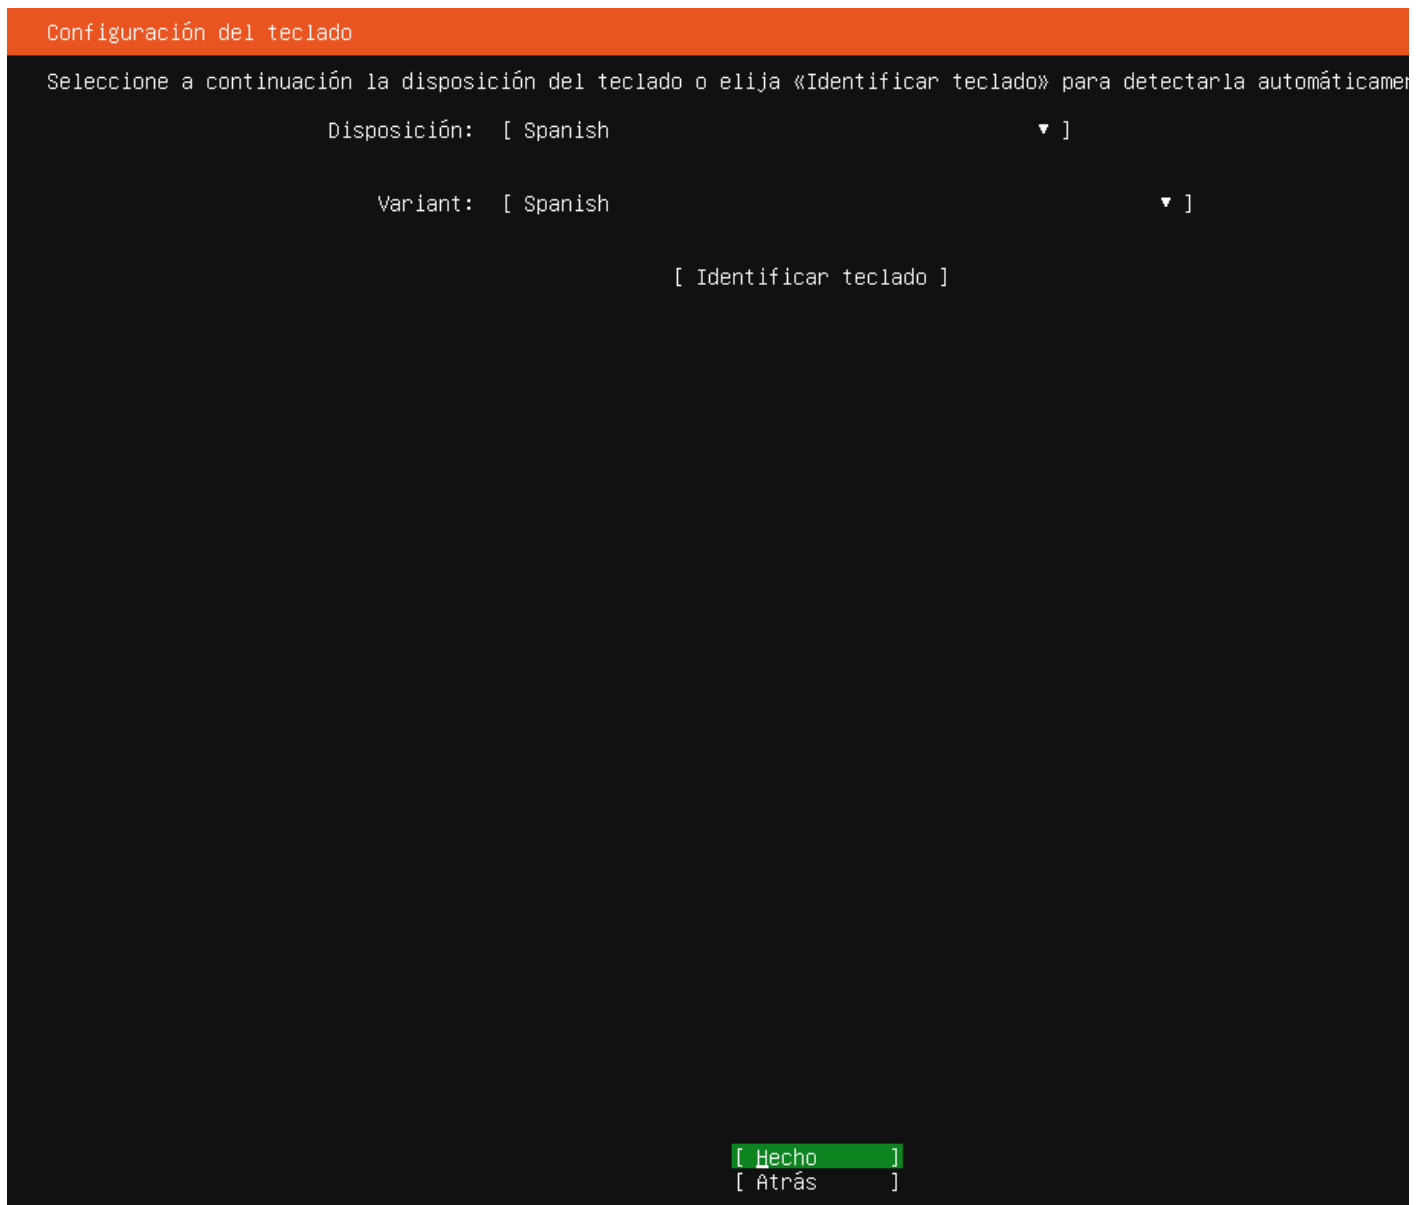 Configuración del teclado
Seleccione a continuación la disposición del teclado o elija «Identificar teclado» para detectarla automáticamen
Disposición: [ Spanish ▾ ]
Variant: [ Spanish ▾ ]
[ Identificar teclado ]
[ Hecho ]
[ Atrás ]